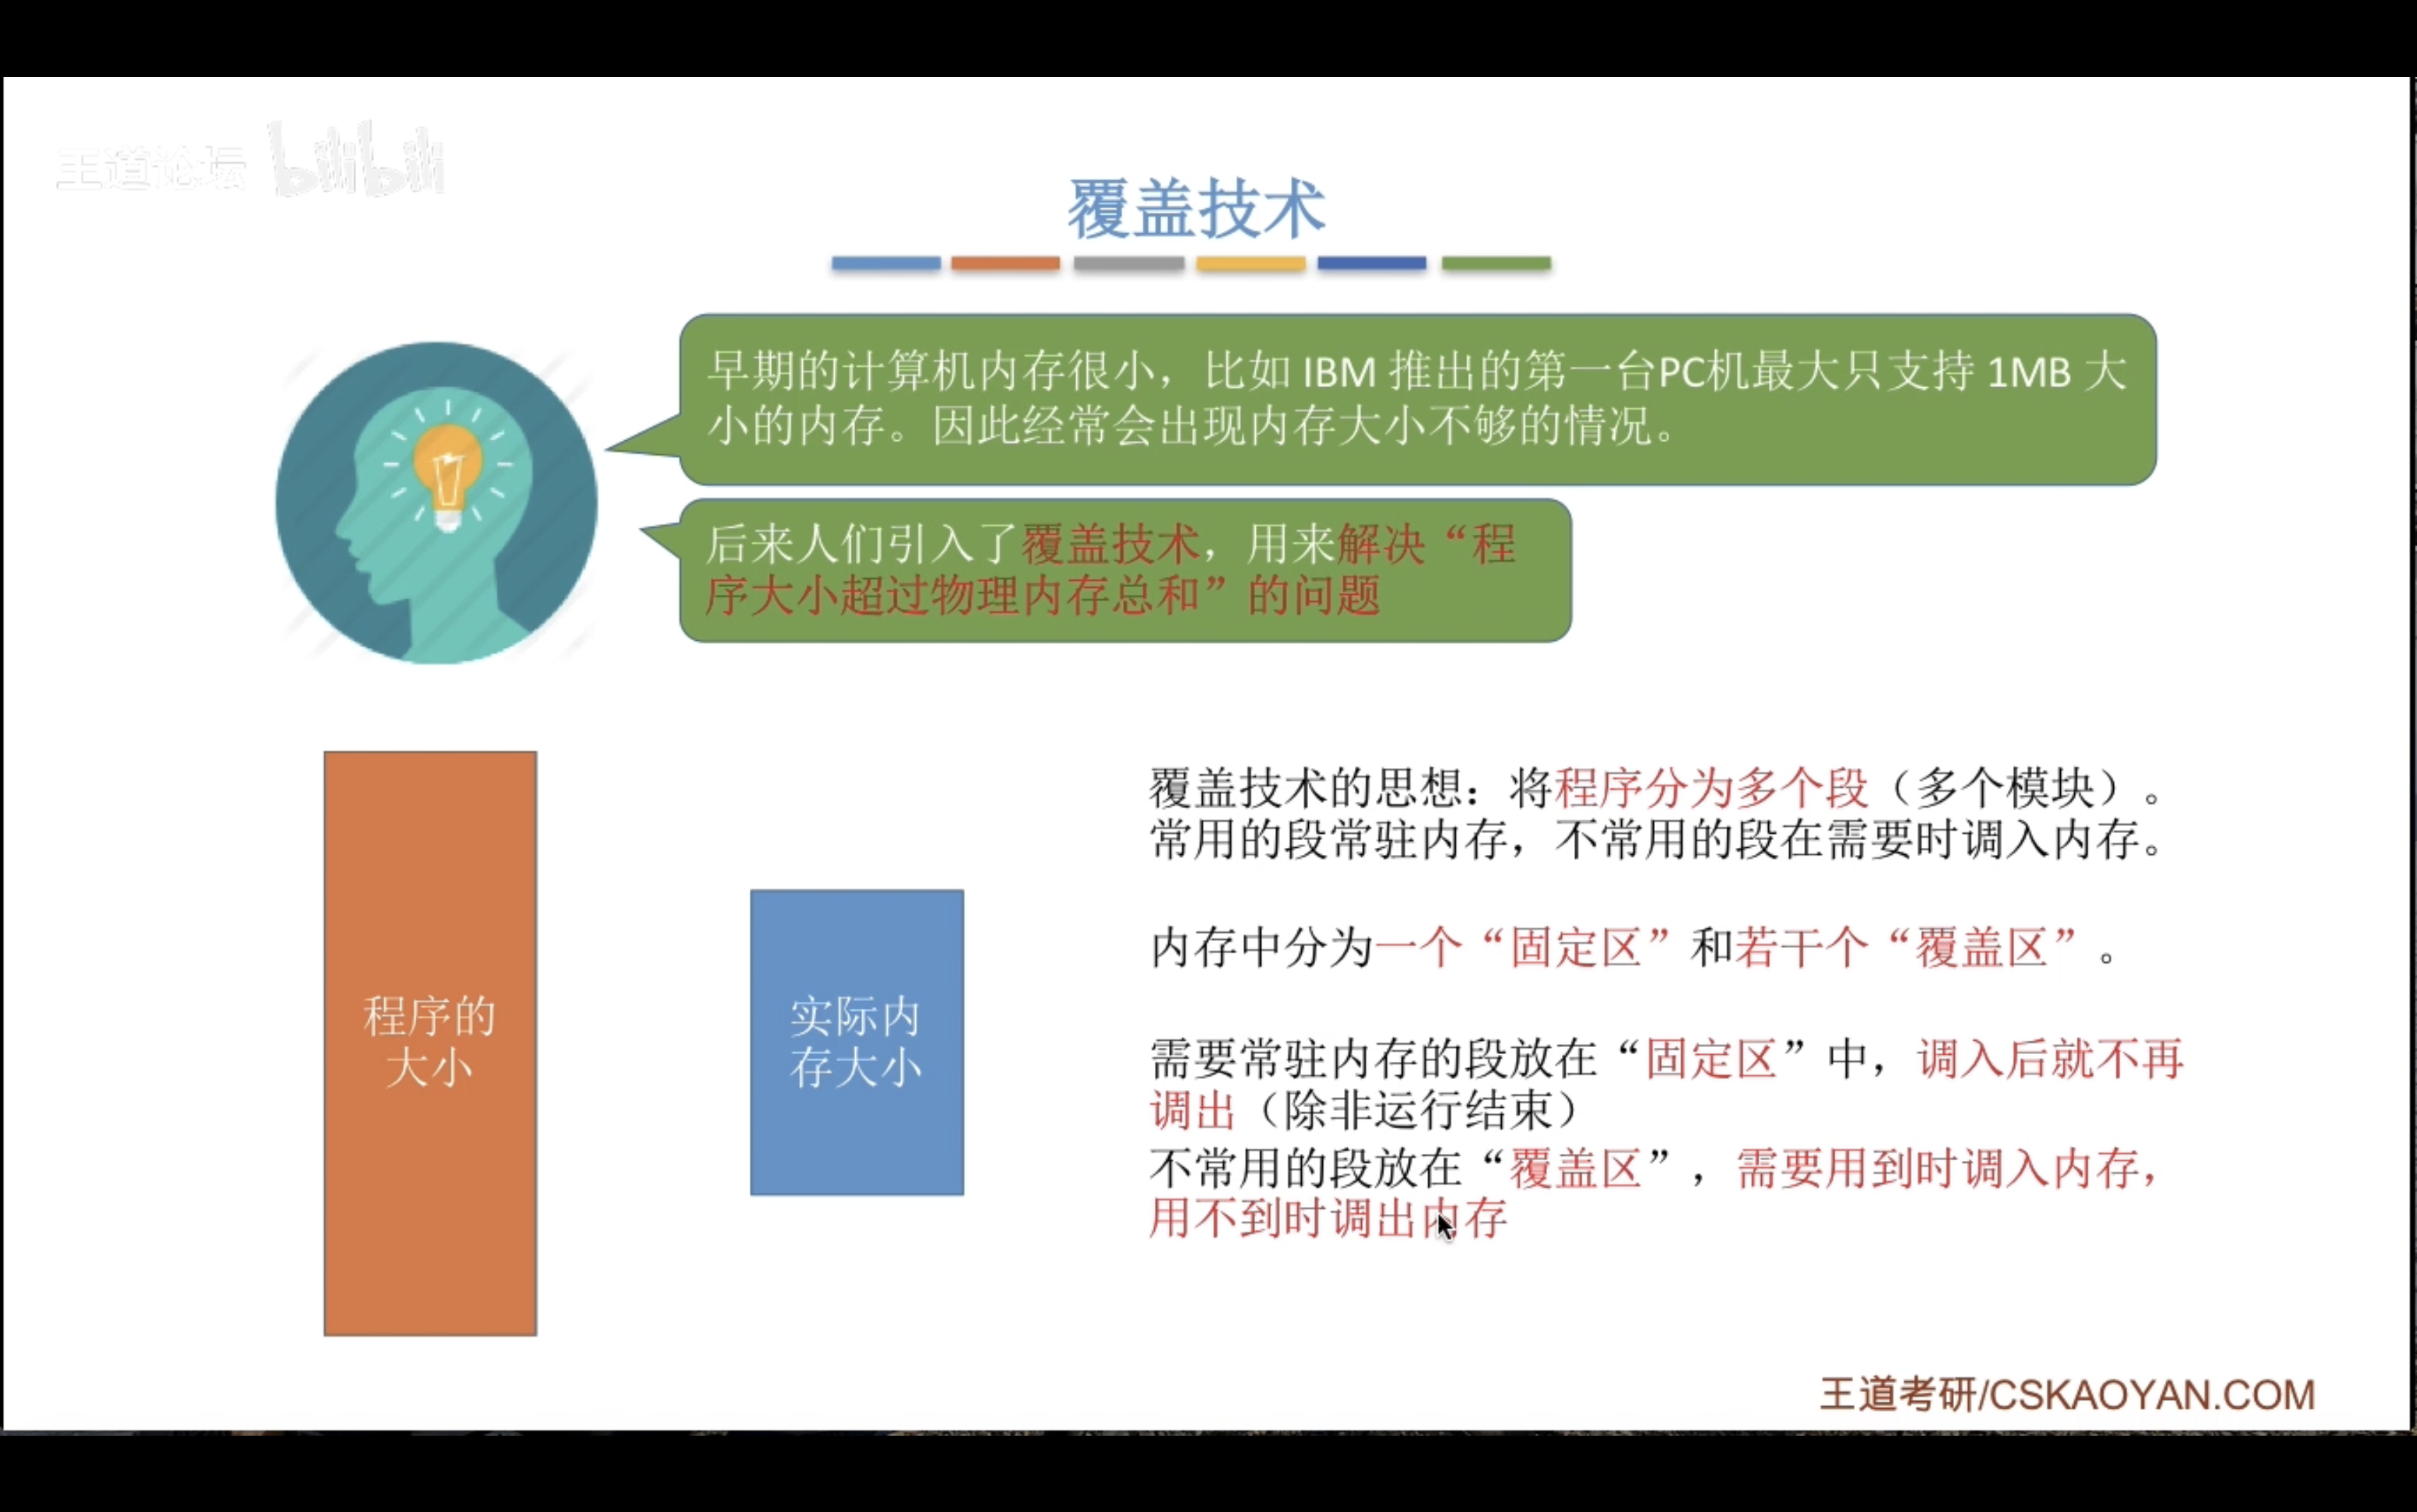 王道论坛 bilibili
覆盖技术
早期的计算机内存很小，比如 IBM 推出的第一台PC机最大只支持 1MB 大
小的内存。因此经常会出现内存大小不够的情况。
后来人们引入了覆盖技术，用来解决“程
序大小超过物理内存总和”的问题
程序的
大小
实际内
存大小
覆盖技术的思想：将程序分为多个段（多个模块）。
常用的段常驻内存，不常用的段在需要时调入内存。
内存中分为一个“固定区”和若干个“覆盖区”。
需要常驻内存的段放在“固定区”中，调入后就不再
调出（除非运行结束）
不常用的段放在“覆盖区”，需要用到时调入内存，
用不到时调出内存
王道考研/CSKAOYAN.COM